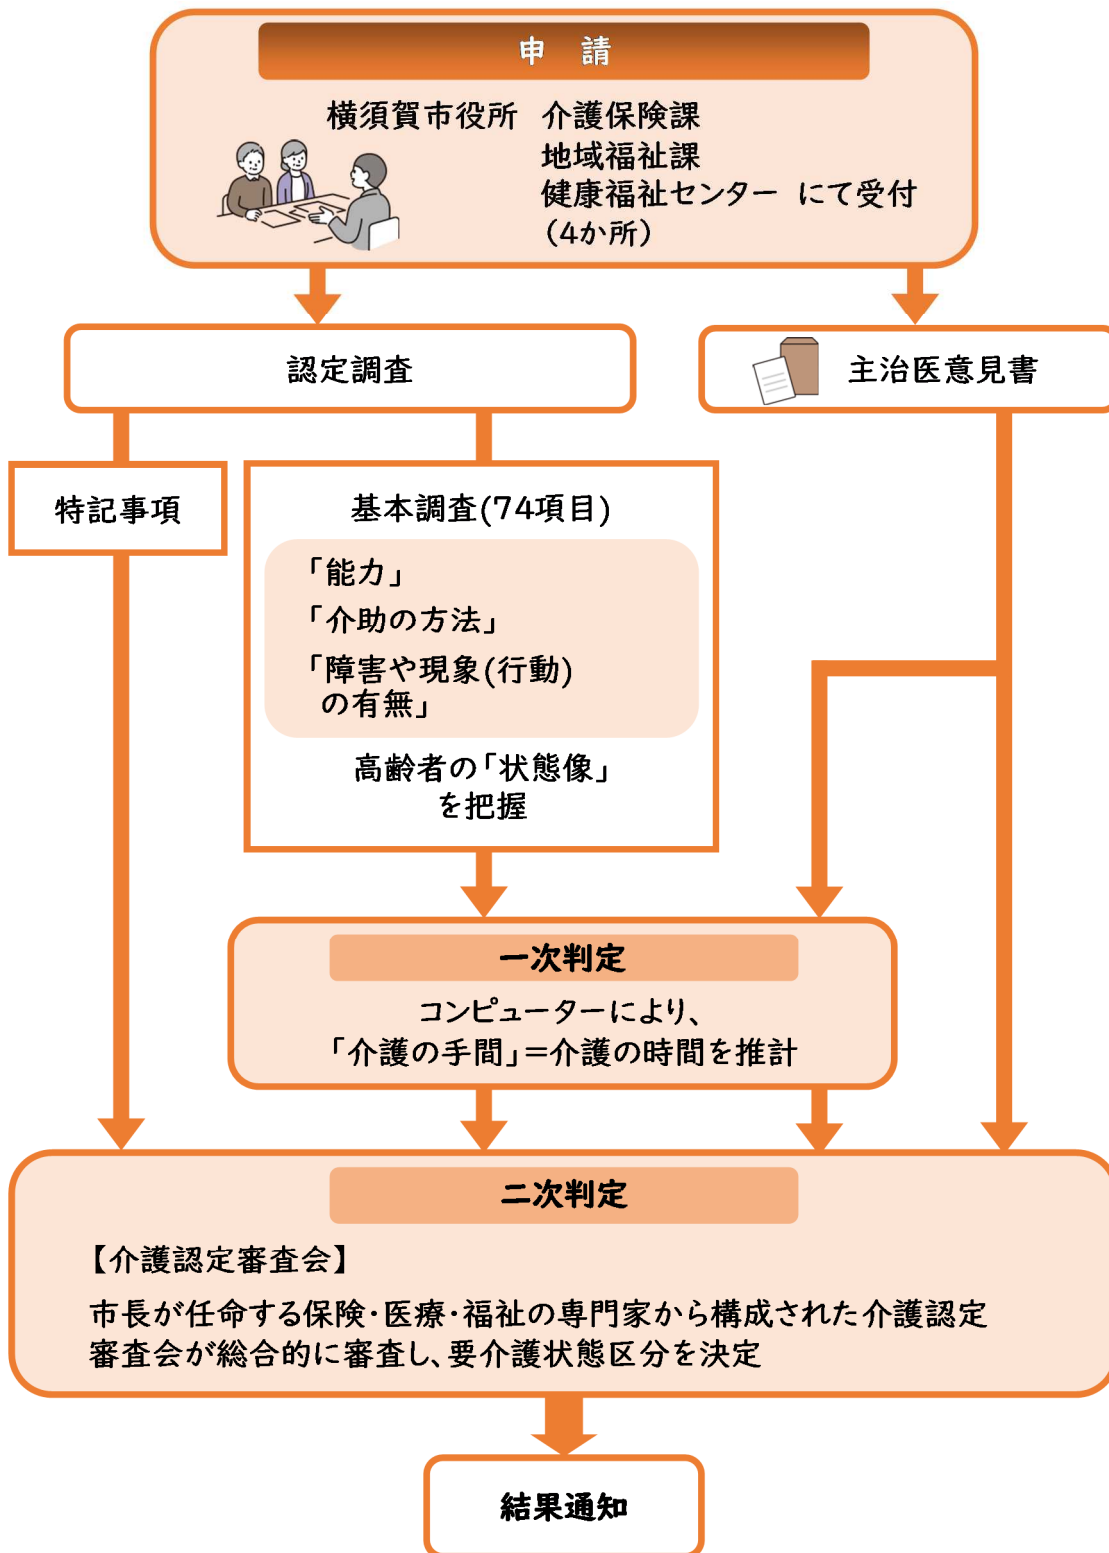 申 請
横須賀市役所 介護保険課
地域福祉課
健康福祉センター にて受付
(4か所)
認定調査
主治医意見書
特記事項
基本調査(74項目)
「能力」
「介助の方法」
「障害や現象(行動)
の有無」
高齢者の「状態像」
を把握
一次判定
コンピューターにより、
「介護の手間」=介護の時間を推計
二次判定
【介護認定審査会】
市長が任命する保険・医療・福祉の専門家から構成された介護認定
審査会が総合的に審査し、要介護状態区分を決定
結果通知